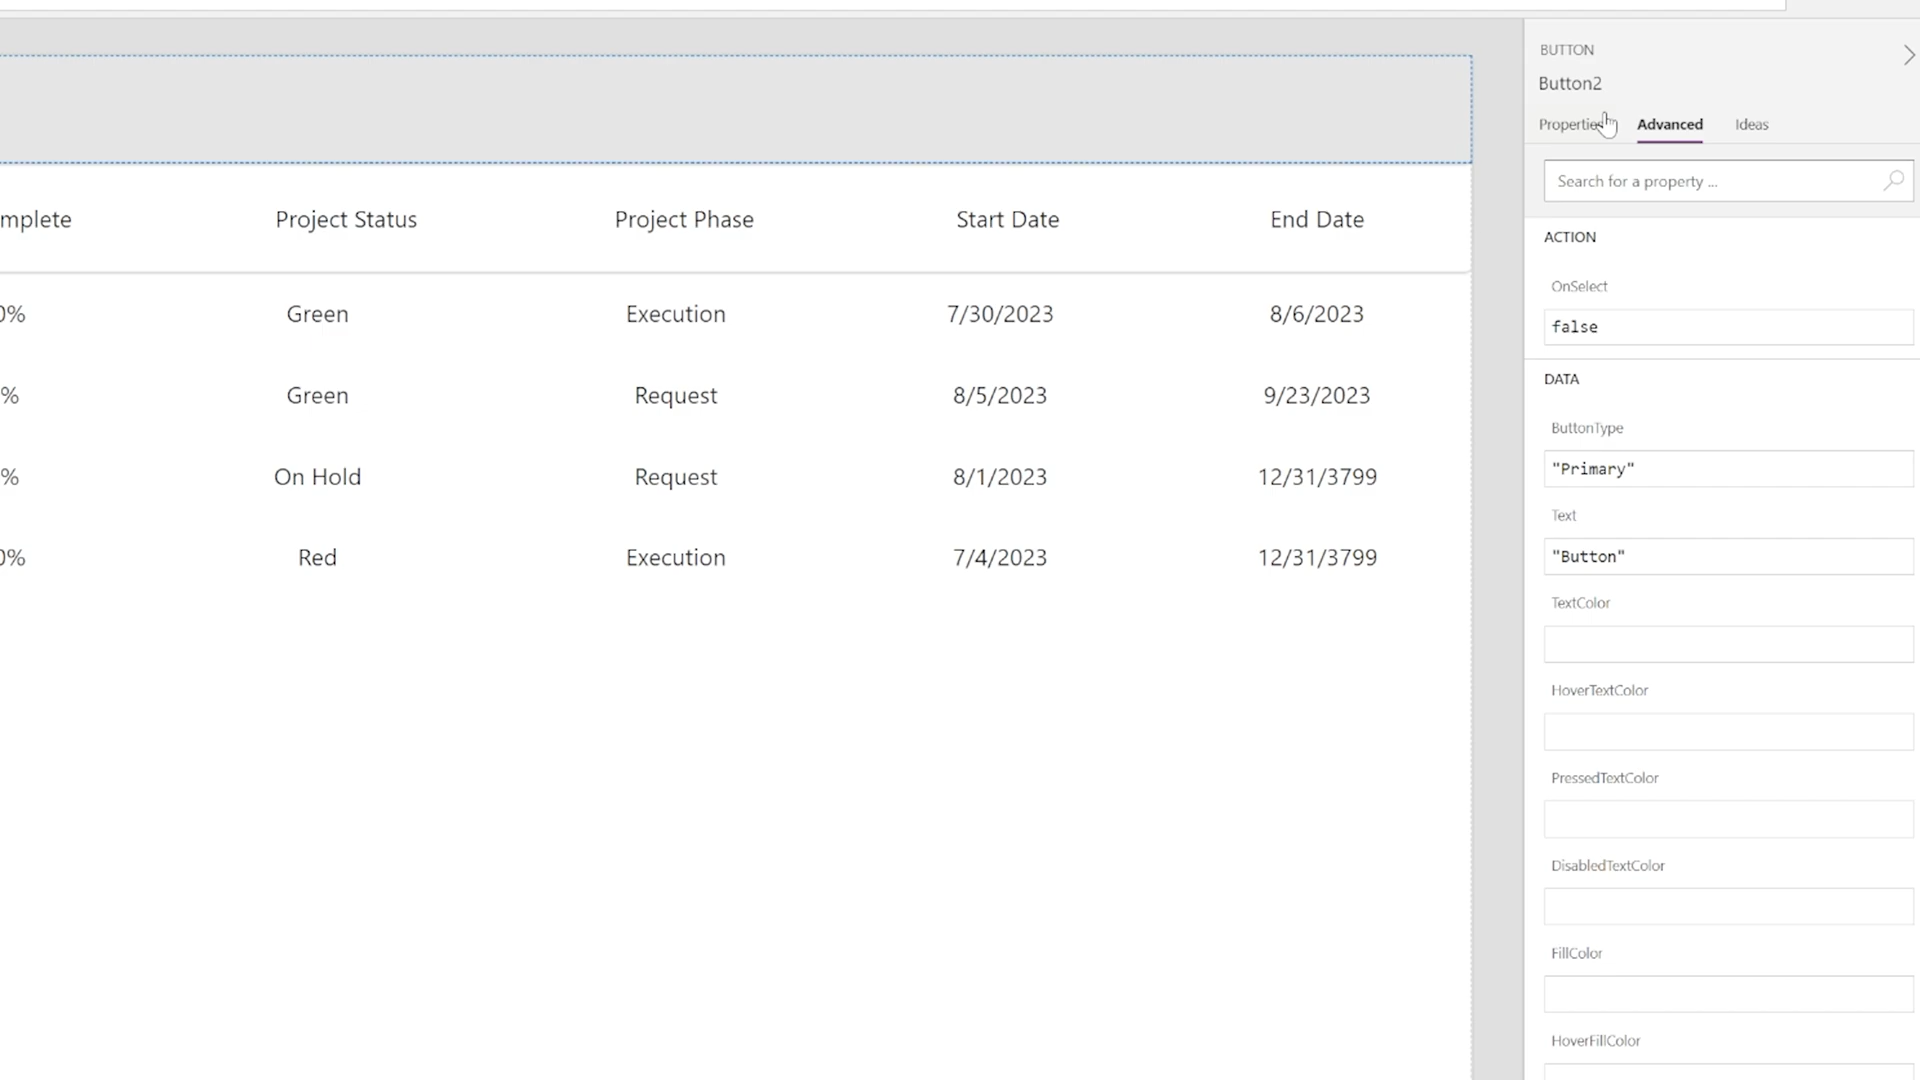 BUTTON
Button2
Properties Advanced Ideas
Search for a property ...
ACTION
OnSelect
false
DATA
ButtonType
"Primary"
Text
"Button"
TextColor
HoverTextColor
PressedTextColor
DisabledTextColor
FillColor
HoverFillColor
mplete Project Status Project Phase Start Date End Date
0% Green Execution 7/30/2023 8/6/2023
% Green Request 8/5/2023 9/23/2023
% On Hold Request 8/1/2023 12/31/3799
0% Red Execution 7/4/2023 12/31/3799